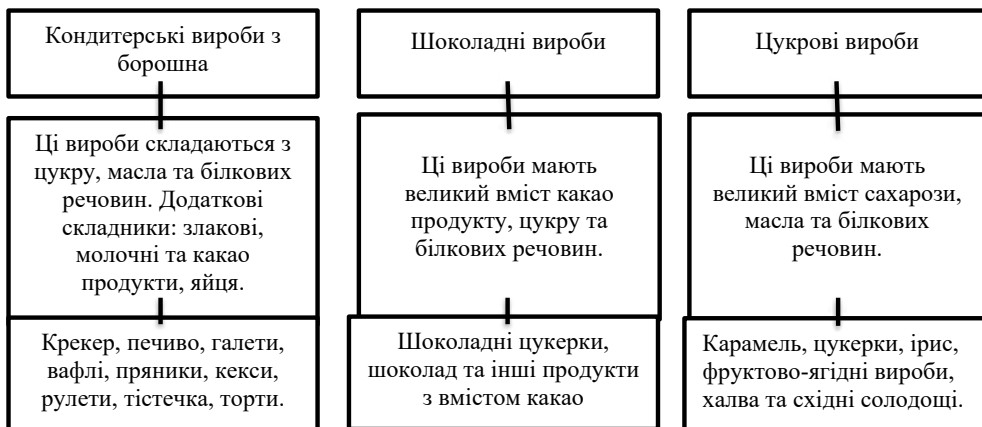 Кондитерські вироби з
борошна
Шоколадні вироби
Цукрові вироби
Ці вироби складаються з
цукру, масла та білкових
речовин. Додаткові
складники: злакові,
молочні та какао
продукти, яйця.
Ці вироби мають
великий вміст какао
продукту, цукру та
білкових речовин.
Ці вироби мають
великий вміст сахарози,
масла та білкових
речовин.
Крекер, печиво, галети,
вафлі, пряники, кекси,
рулети, тістечка, торти.
Шоколадні цукерки,
шоколад та інші продукти
з вмістом какао
Карамель, цукерки, ірис,
фруктово-ягідні вироби,
халва та східні солодощі.